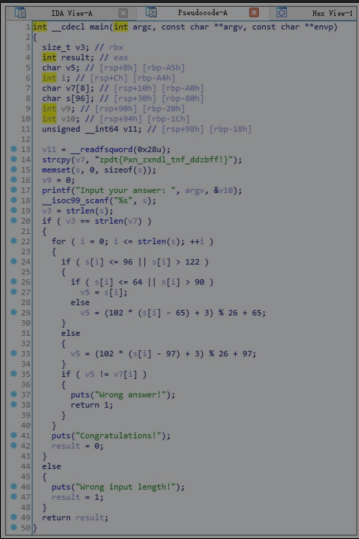 IDA View-A Pseudocode-A Hex View-1
1 int __cdecl main(int argc, const char **argv, const char **envp)
2 {
3 size_t v3; // rbx
4 int result; // eax
5 char v5; // [rsp+Bh] [rbp-A5h]
6 int i; // [rsp+Ch] [rbp-A4h]
7 char v7[8]; // [rsp+10h] [rbp-A0h]
8 char s[96]; // [rsp+30h] [rbp-80h]
9 int v9; // [rsp+90h] [rbp-20h]
10 int v10; // [rsp+94h] [rbp-1Ch]
11 unsigned __int64 v11; // [rsp+98h] [rbp-18h]
12
13 v11 = __readfsqword(0x28u);
14 strcpy(v7, "zpdt{Pxn_zxndl_tnf_ddzbff!}");
15 memset(s, 0, sizeof(s));
16 v9 = 0;
17 printf("Input your answer: ", argv, &v10);
18 __isoc99_scanf("%s", s);
19 v3 = strlen(s);
20 if ( v3 == strlen(v7) )
21 {
22 for ( i = 0; i <= strlen(s); ++i )
23 {
24 if ( s[i] <= 96 || s[i] > 122 )
25 {
26 if ( s[i] <= 64 || s[i] > 90 )
27 v5 = s[i];
28 else
29 v5 = (102 * (s[i] - 65) + 3) % 26 + 65;
30 }
31 else
32 {
33 v5 = (102 * (s[i] - 97) + 3) % 26 + 97;
34 }
35 if ( v5 != v7[i] )
36 {
37 puts("Wrong answer!");
38 return 1;
39 }
40 }
41 puts("Congratulations!");
42 result = 0;
43 }
44 else
45 {
46 puts("Wrong input length!");
47 result = 1;
48 }
49 return result;
50 }